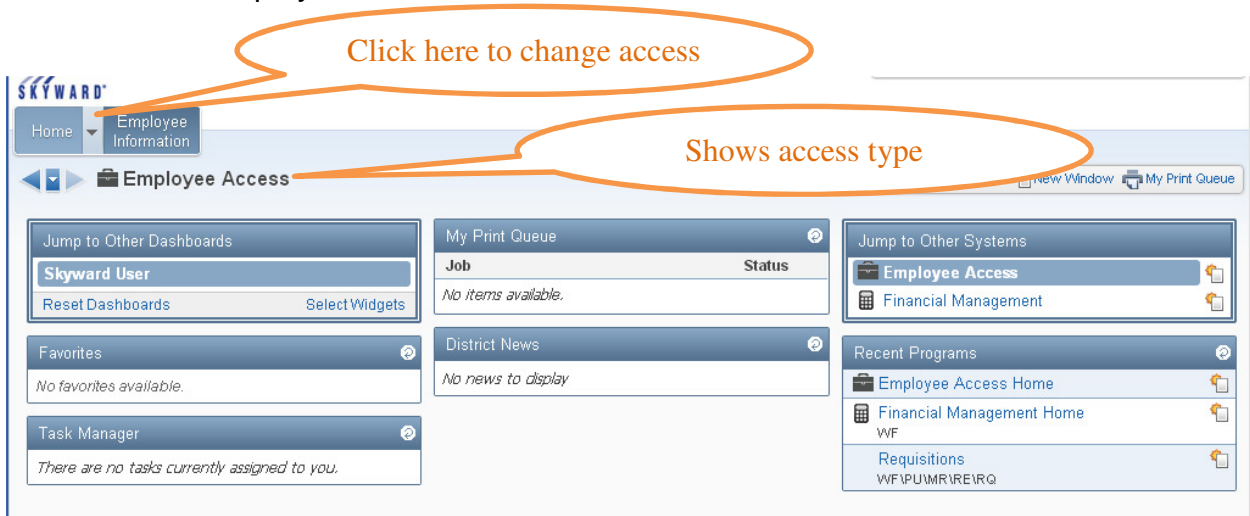 Click here to change access
SKYWARD
Home
Employee
Information
Shows access type
Employee Access
New Window
My Print Queue
Jump to Other Dashboards
Skyward User
Reset Dashboards
Select Widgets
Favorites
No favorites available.
Task Manager
There are no tasks currently assigned to you.
My Print Queue
Job Status
No items available.
District News
No news to display
Jump to Other Systems
Employee Access
Financial Management
Recent Programs
Employee Access Home
Financial Management Home
WF
Requisitions
WF\PU\MR\RE\RQ